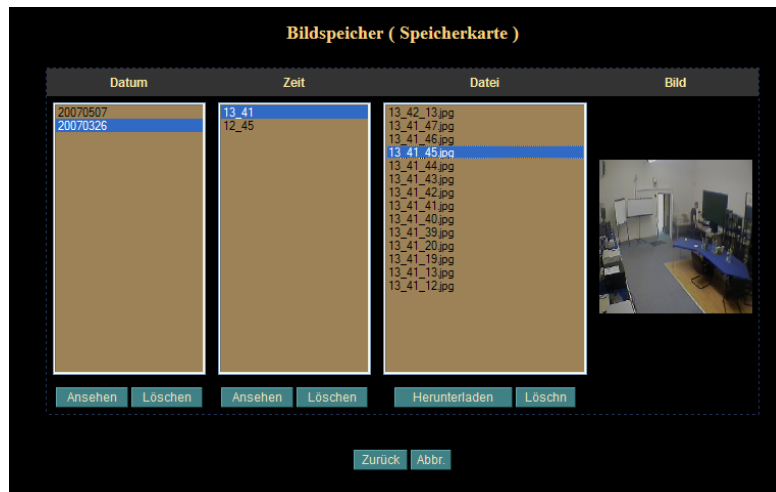 Bildspeicher ( Speicherkarte )
Datum Zeit Datei Bild
20070507
20070326
13_41
12_45
13_42_13.jpg
13_41_47.jpg
13_41_46.jpg
13_41_45.jpg
13_41_44.jpg
13_41_43.jpg
13_41_42.jpg
13_41_41.jpg
13_41_40.jpg
13_41_39.jpg
13_41_20.jpg
13_41_19.jpg
13_41_13.jpg
13_41_12.jpg
Ansehen Löschen Ansehen Löschen Herunterladen Löschn
Zurück Abbr.